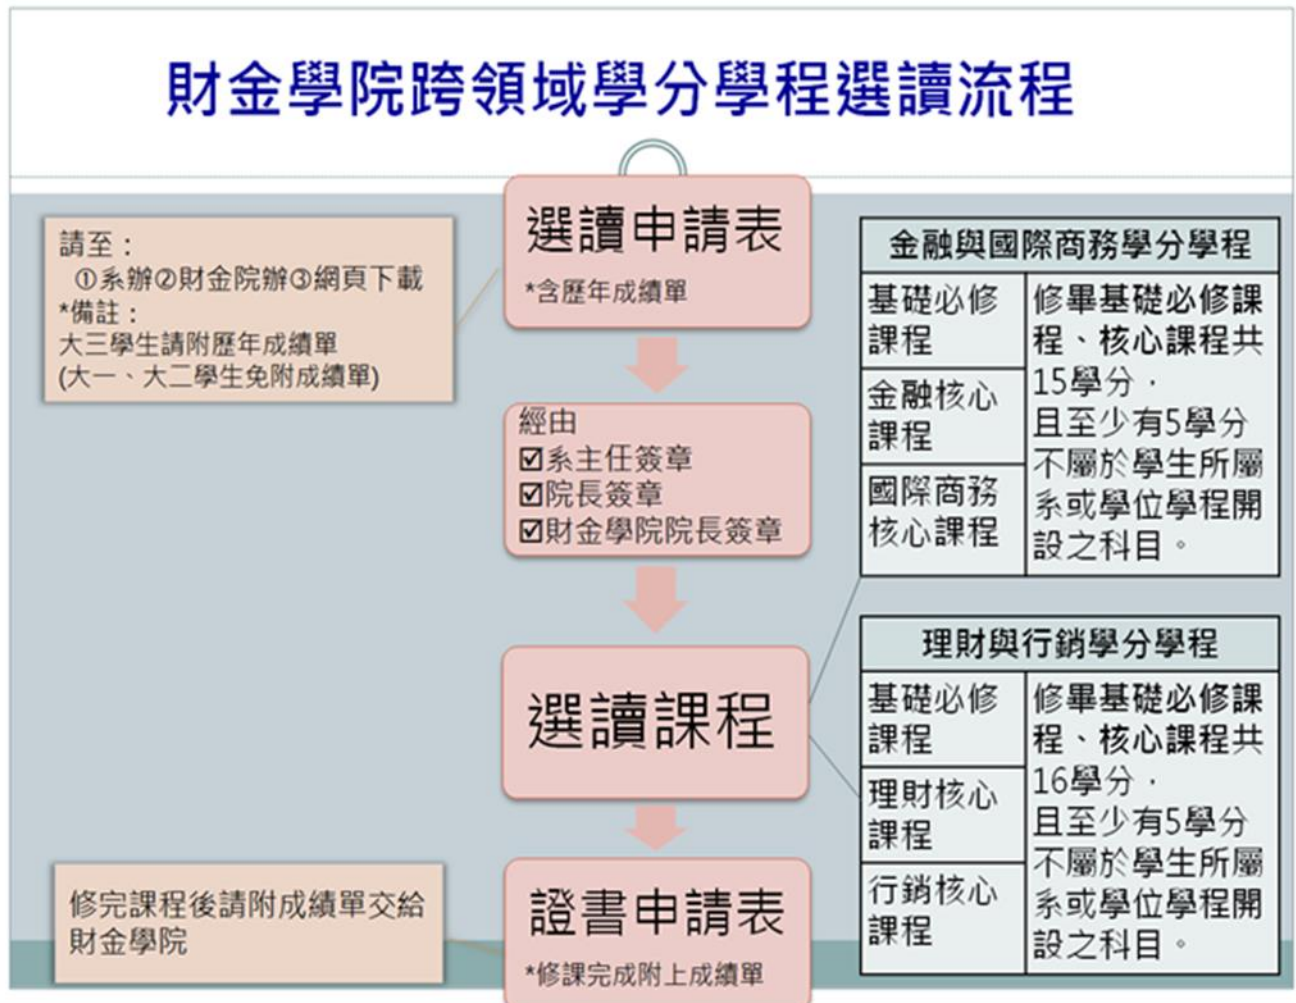 財金學院跨領域學分學程選讀流程
選讀申請表
*含歷年成績單
請至：
①系辦②財金院辦③網頁下載
*備註：
大三學生請附歷年成績單
(大一、大二學生免附成績單)
經由
☑系主任簽章
☑院長簽章
☑財金學院院長簽章
選讀課程
金融與國際商務學分學程
基礎必修
課程
金融核心
課程
國際商務
核心課程
修畢基礎必修課
程、核心課程共
15學分，
且至少有5學分
不屬於學生所屬
系或學位學程開
設之科目。
理財與行銷學分學程
基礎必修
課程
理財核心
課程
行銷核心
課程
修畢基礎必修課
程、核心課程共
16學分，
且至少有5學分
不屬於學生所屬
系或學位學程開
設之科目。
證書申請表
*修課完成附上成績單
修完課程後請附成績單交給
財金學院